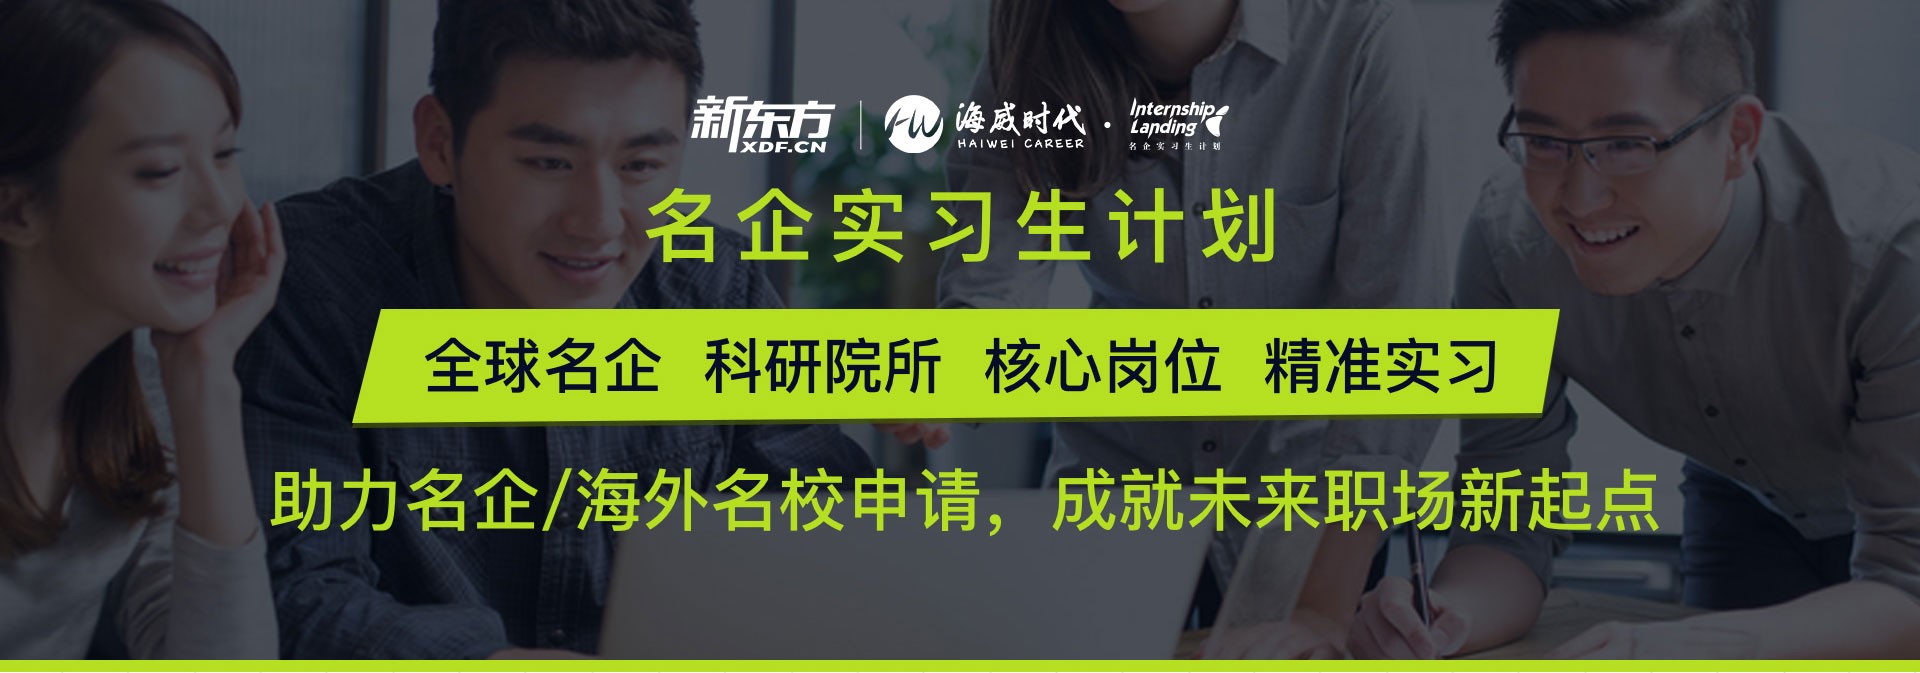 新东方 XDF.CN 海威时代 HAIWEI CAREER · Internship Landing 名企实习生计划
名企实习生计划
全球名企 科研院所 核心岗位 精准实习
助力名企/海外名校申请，成就未来职场新起点